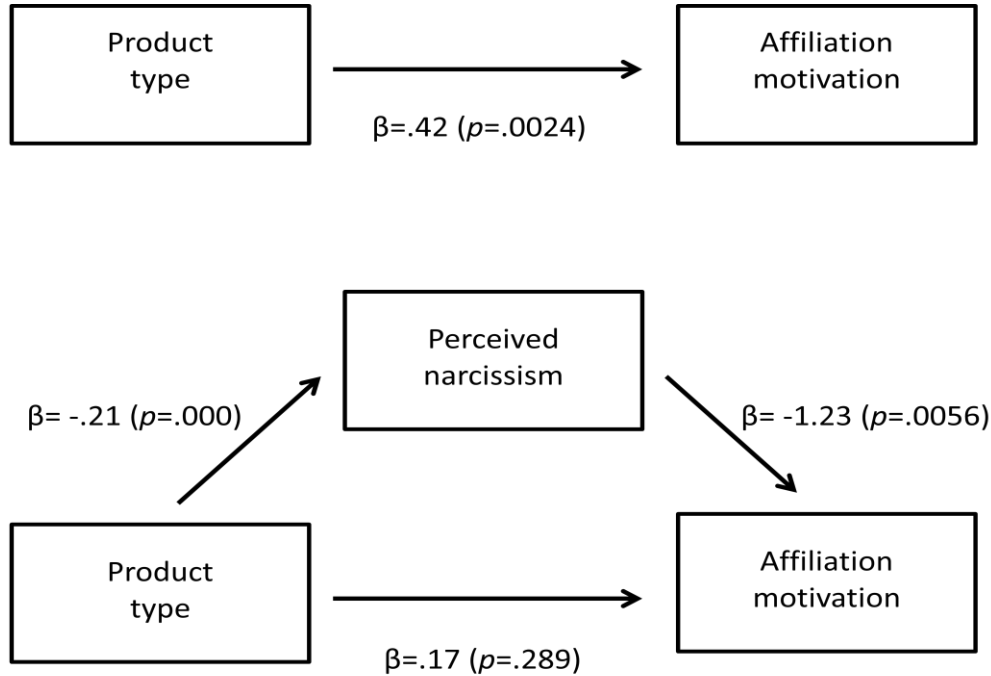 Product
type
Affiliation
motivation
β=.42 (p=.0024)
Perceived
narcissism
β= -.21 (p=.000)
β= -1.23 (p=.0056)
Product
type
Affiliation
motivation
β=.17 (p=.289)